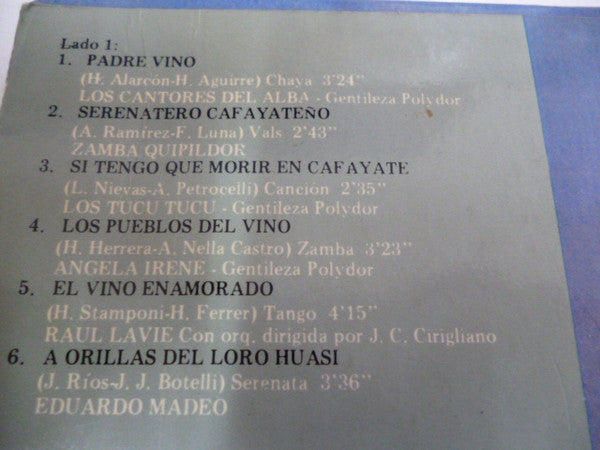 Lado 1:
1. PADRE VINO
(H. Alarcón-H. Aguirre) Chaya 3'24"
LOS CANTORES DEL ALBA - Gentileza Polydor
2. SERENATERO CAFAYATEÑO
(A. Ramírez-F. Luna) Vals 2'43"
ZAMBA QUIPILDOR
3. SI TENGO QUE MORIR EN CAFAYATE
(L. Nievas-A. Petrocelli) Canción 2'35"
LOS TUCU TUCU - Gentileza Polydor
4. LOS PUEBLOS DEL VINO
(H. Herrera-A. Nella Castro) Zamba 3'23"
ANGELA IRENE - Gentileza Polydor
5. EL VINO ENAMORADO
(H. Stamponi-H. Ferrer) Tango 4'15"
RAUL LAVIE Con orq. dirigida por J. C. Cirigliano
6. A ORILLAS DEL LORO HUASI
(J. Ríos-J. J. Botelli) Serenata 3'36"
EDUARDO MADEO